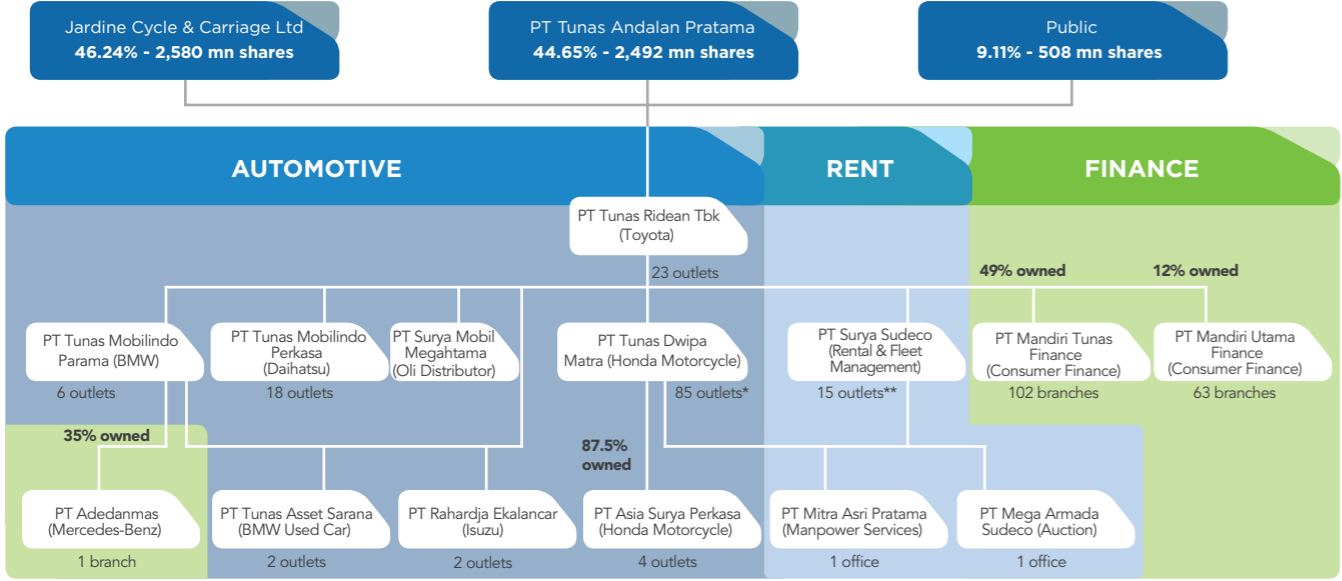 Jardine Cycle & Carriage Ltd
46.24% - 2,580 mn shares
PT Tunas Andalan Pratama
44.65% - 2,492 mn shares
Public
9.11% - 508 mn shares
AUTOMOTIVE
RENT
FINANCE
PT Tunas Ridean Tbk
(Toyota)
23 outlets
49% owned
12% owned
PT Tunas Mobilindo
Parama (BMW)
6 outlets
PT Tunas Mobilindo
Perkasa
(Daihatsu)
18 outlets
PT Surya Mobil
Megahtama
(Oli Distributor)
PT Tunas Dwipa
Matra (Honda Motorcycle)
85 outlets*
PT Surya Sudeco
(Rental & Fleet
Management)
15 outlets**
PT Mandiri Tunas
Finance
(Consumer Finance)
102 branches
PT Mandiri Utama
Finance
(Consumer Finance)
63 branches
35% owned
87.5%
owned
PT Adedanmas
(Mercedes-Benz)
1 branch
PT Tunas Asset Sarana
(BMW Used Car)
2 outlets
PT Rahardja Ekalancar
(Isuzu)
2 outlets
PT Asia Surya Perkasa
(Honda Motorcycle)
4 outlets
PT Mitra Asri Pratama
(Manpower Services)
1 office
PT Mega Armada
Sudeco (Auction)
1 office